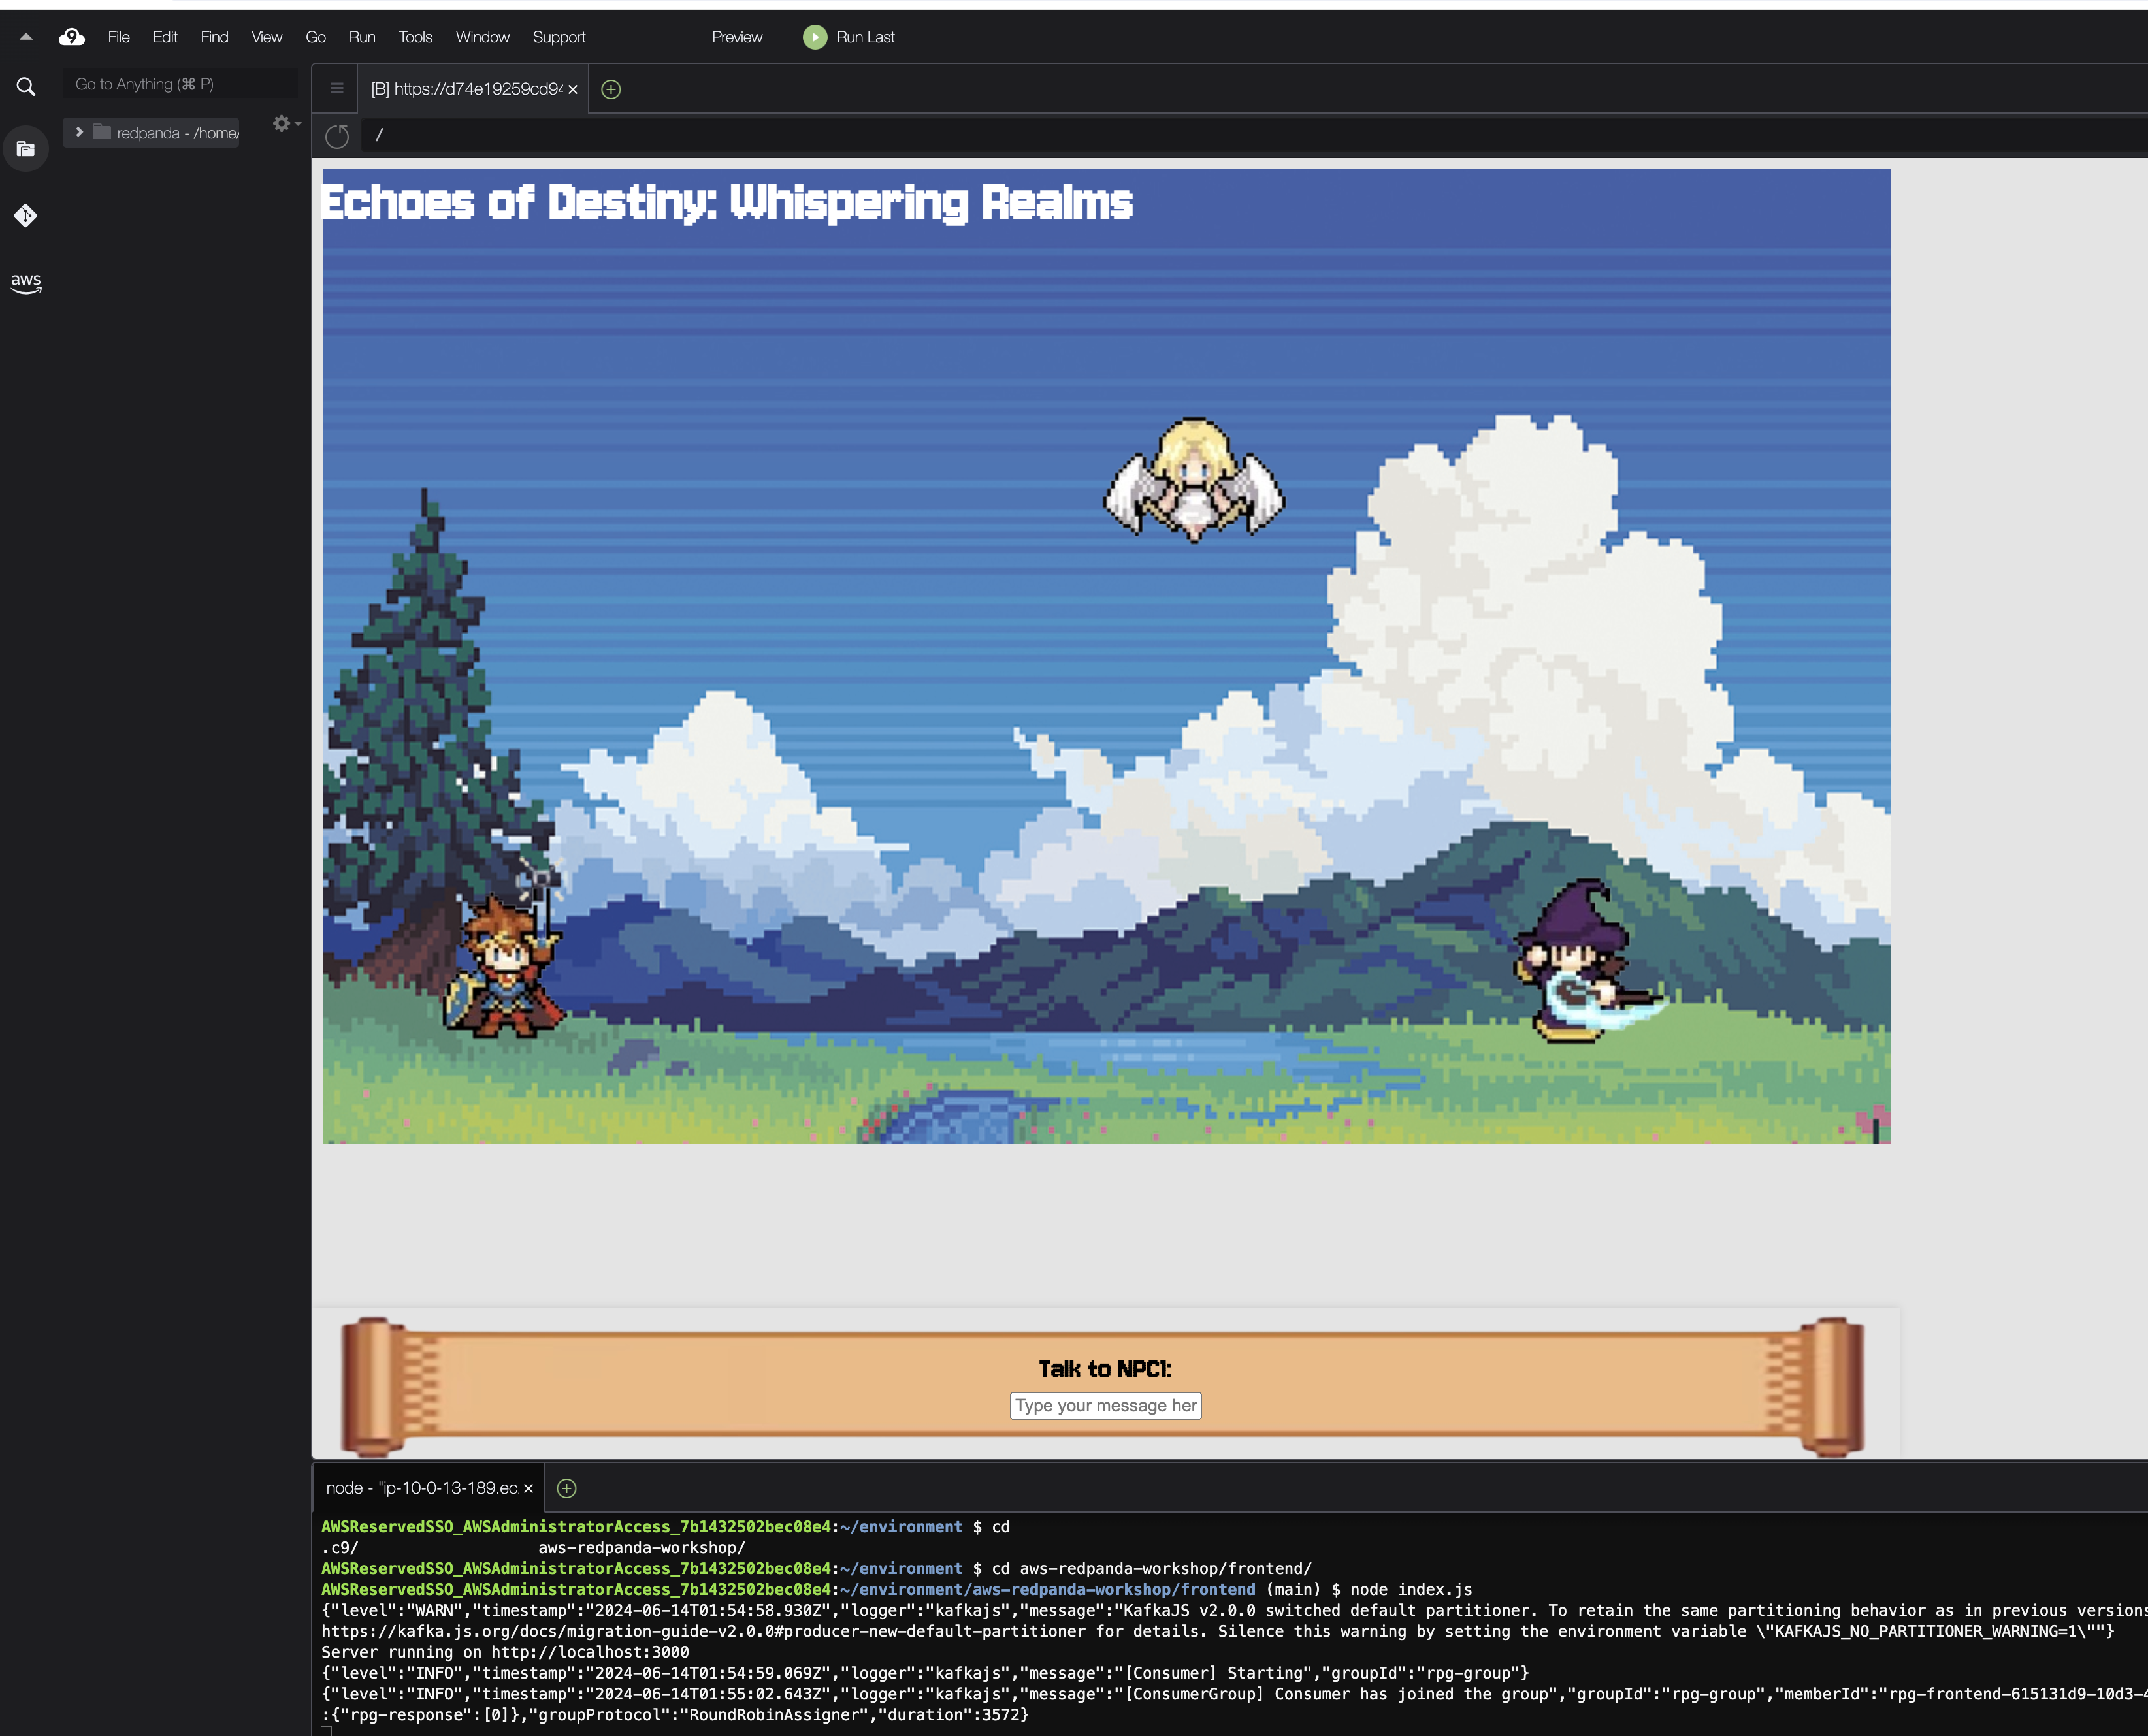 File Edit Find View Go Run Tools Window Support Preview Run Last
Go to Anything (⌘ P)
[B] https://d74e19259cd94
redpanda - /home/
/
aws
Echoes of Destiny: Whispering Realms
Talk to NPC1:
Type your message her
node - "ip-10-0-13-189.ec
AWSReservedSSO_AWSAdministratorAccess_7b1432502bec08e4:~/environment $ cd
.c9/ aws-redpanda-workshop/
AWSReservedSSO_AWSAdministratorAccess_7b1432502bec08e4:~/environment $ cd aws-redpanda-workshop/frontend/
AWSReservedSSO_AWSAdministratorAccess_7b1432502bec08e4:~/environment/aws-redpanda-workshop/frontend (main) $ node index.js
{"level":"WARN","timestamp":"2024-06-14T01:54:58.930Z","logger":"kafkajs","message":"KafkaJS v2.0.0 switched default partitioner. To retain the same partitioning behavior as in previous versions
https://kafka.js.org/docs/migration-guide-v2.0.0#producer-new-default-partitioner for details. Silence this warning by setting the environment variable \"KAFKAJS_NO_PARTITIONER_WARNING=1\""}
Server running on http://localhost:3000
{"level":"INFO","timestamp":"2024-06-14T01:54:59.069Z","logger":"kafkajs","message":"[Consumer] Starting","groupId":"rpg-group"}
{"level":"INFO","timestamp":"2024-06-14T01:55:02.643Z","logger":"kafkajs","message":"[ConsumerGroup] Consumer has joined the group","groupId":"rpg-group","memberId":"rpg-frontend-615131d9-10d3-4
:{"rpg-response":[0]},"groupProtocol":"RoundRobinAssigner","duration":3572}